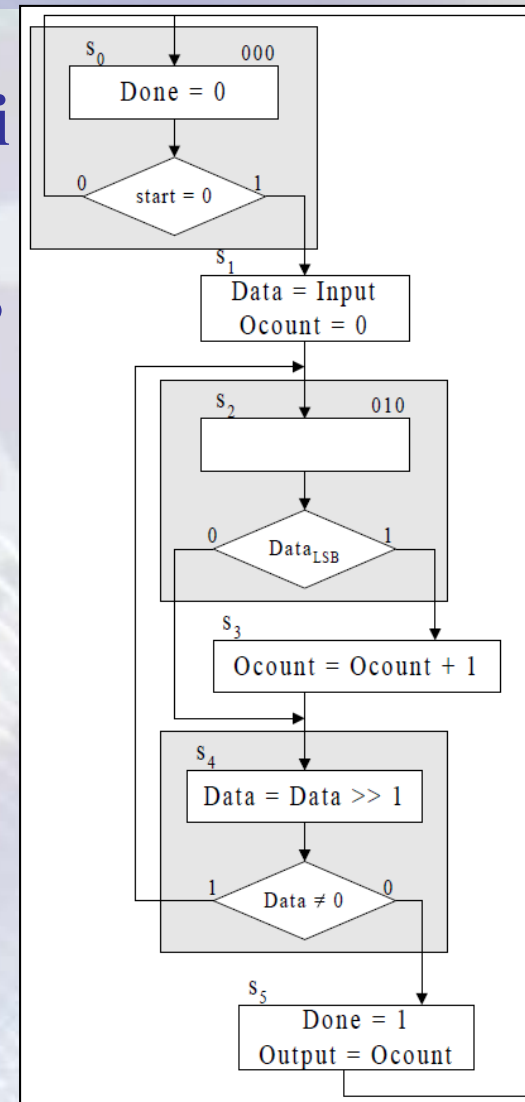 i
s₀ 000
Done = 0
0 1
start = 0
s₁
Data = Input
Ocount = 0
s₂ 010
0 1
Data_LSB
s₃
Ocount = Ocount + 1
s₄
Data = Data >> 1
1 0
Data ≠ 0
s₅
Done = 1
Output = Ocount